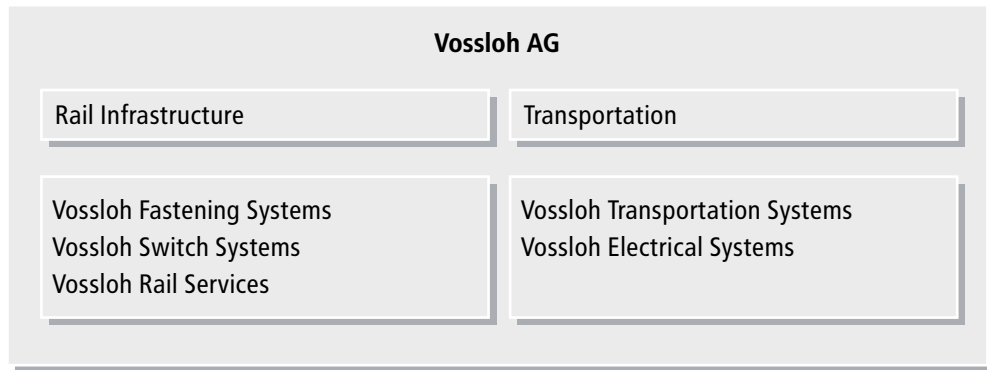 Vossloh AG
Rail Infrastructure
Transportation
Vossloh Fastening Systems
Vossloh Switch Systems
Vossloh Rail Services
Vossloh Transportation Systems
Vossloh Electrical Systems